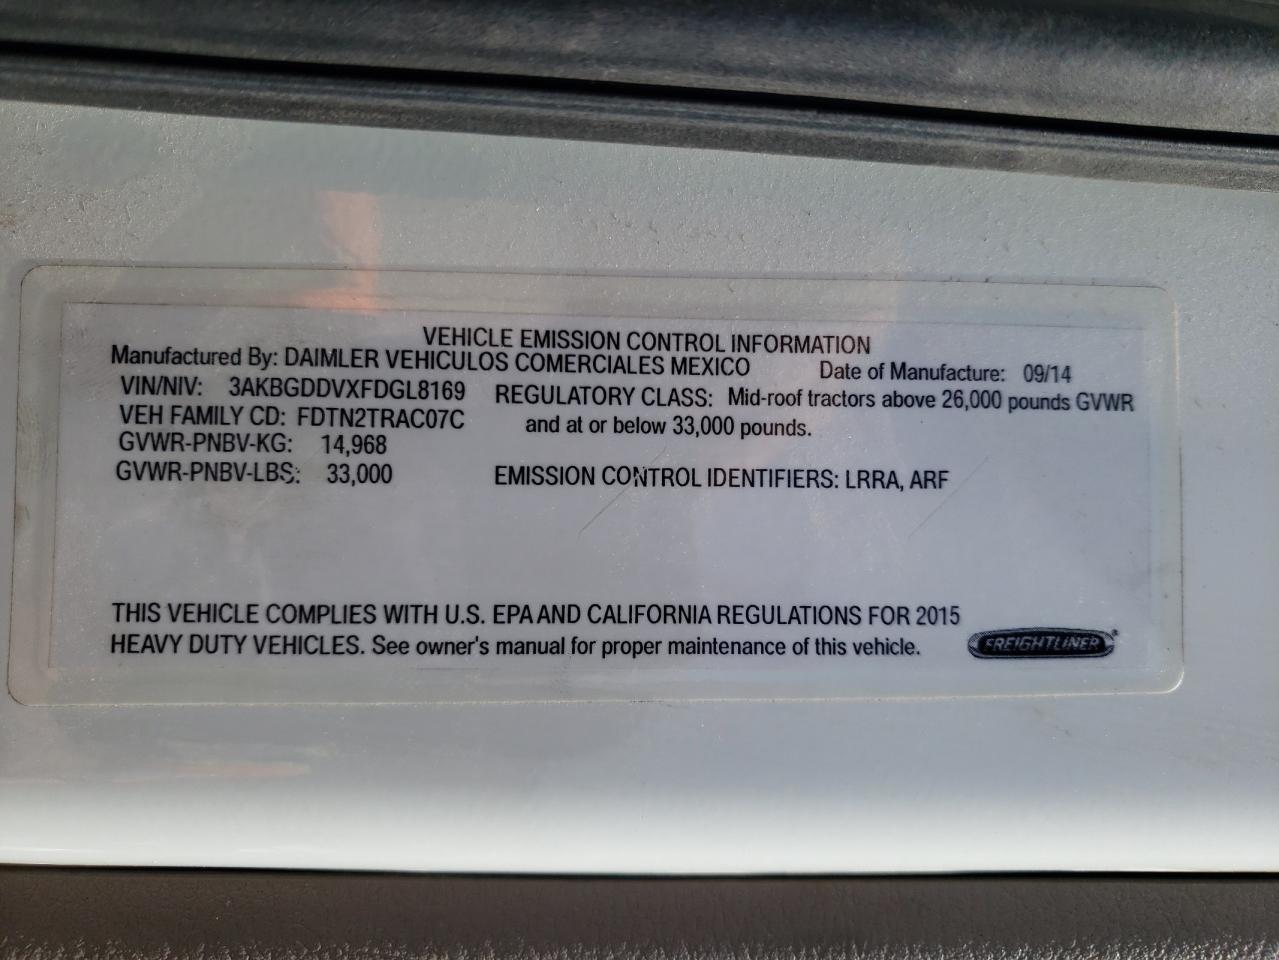 VEHICLE EMISSION CONTROL INFORMATION
Manufactured By: DAIMLER VEHICULOS COMERCIALES MEXICO Date of Manufacture: 09/14
VIN/NIV: 3AKBGDDVXFDGL8169 REGULATORY CLASS: Mid-roof tractors above 26,000 pounds GVWR
VEH FAMILY CD: FDTN2TRAC07C and at or below 33,000 pounds.
GVWR-PNBV-KG: 14,968
GVWR-PNBV-LBS: 33,000 EMISSION CONTROL IDENTIFIERS: LRRA, ARF
THIS VEHICLE COMPLIES WITH U.S. EPA AND CALIFORNIA REGULATIONS FOR 2015
HEAVY DUTY VEHICLES. See owner's manual for proper maintenance of this vehicle. FREIGHTLINER